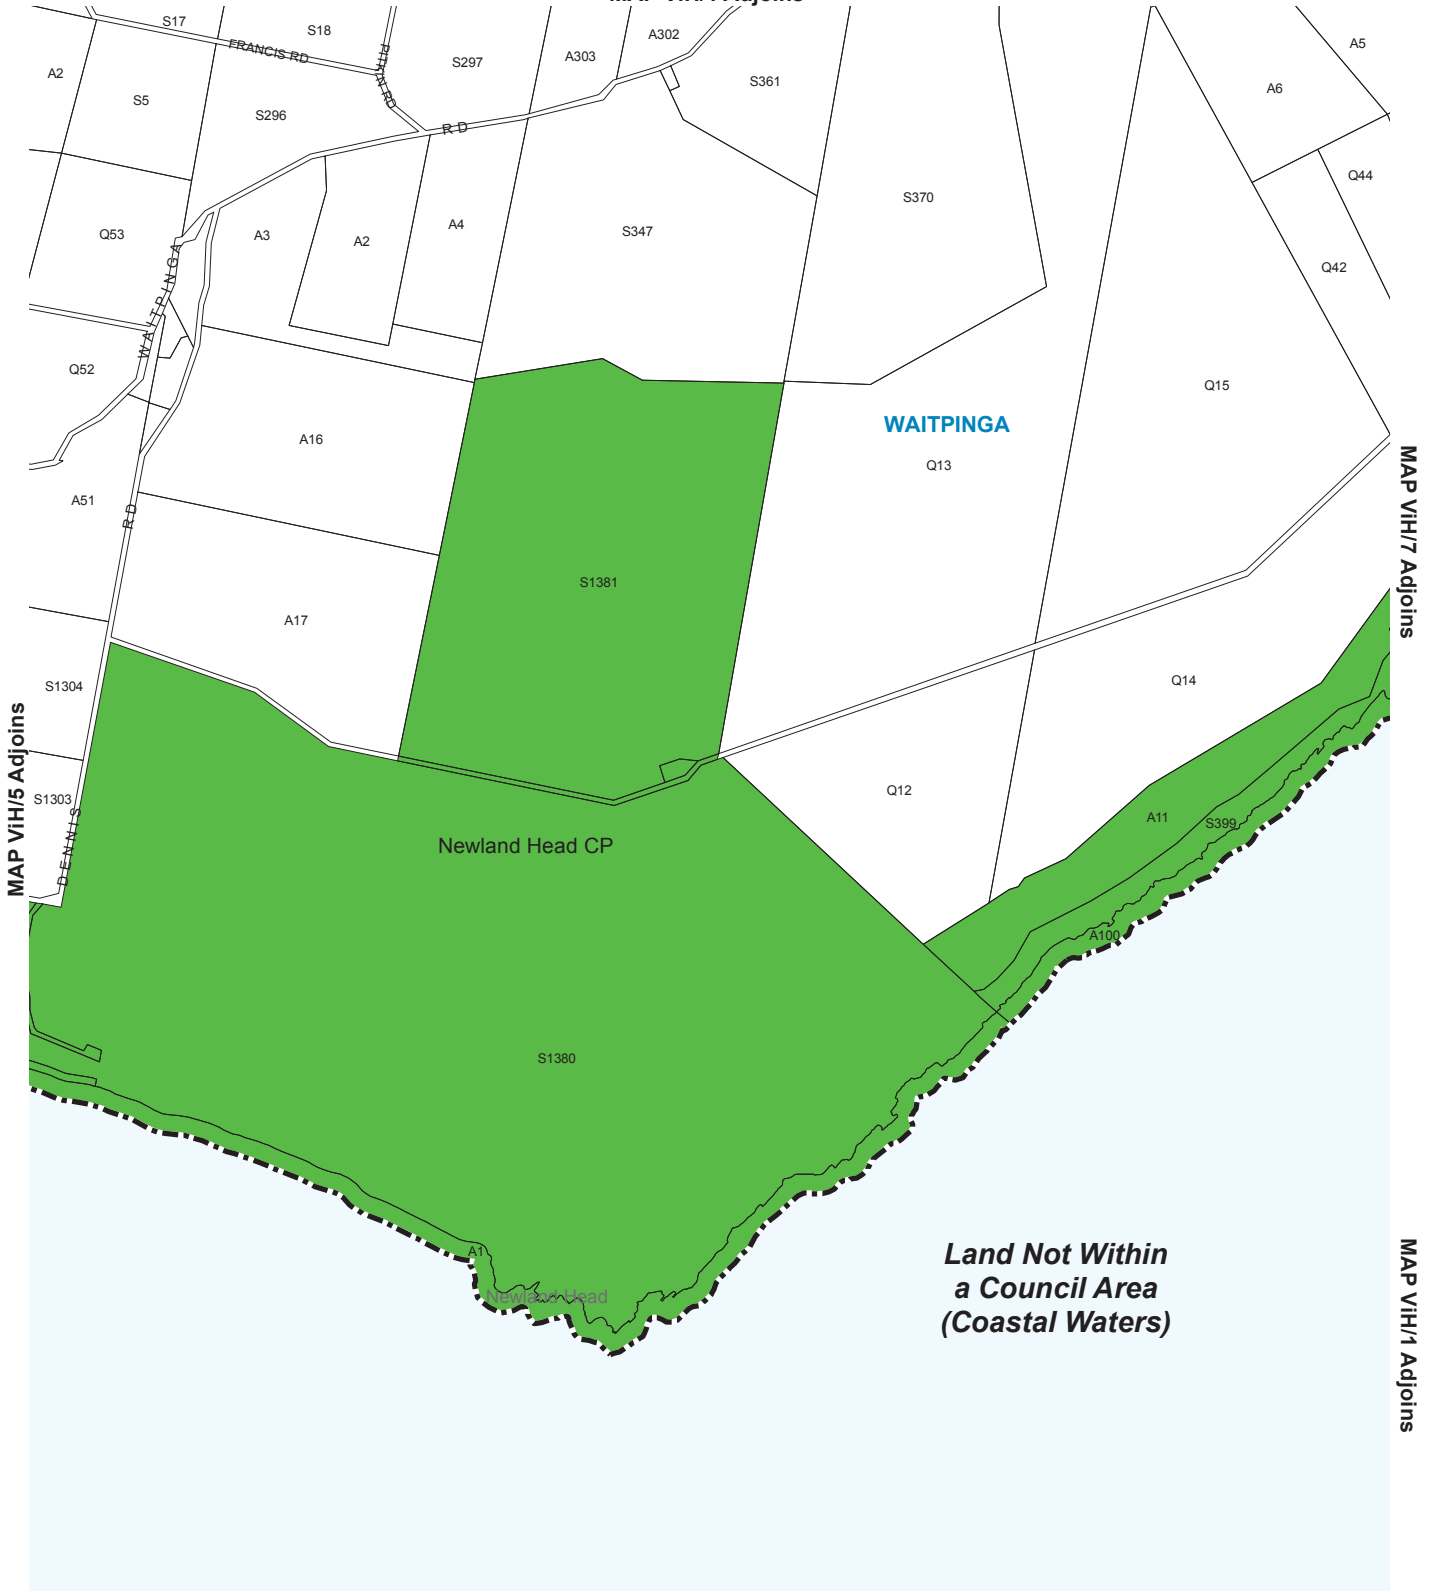 S17
S18
A302
A5
FRANCIS RD
PITKIN RD
S297
A303
S361
A6
A2
S5
S296
RD
Q44
S370
Q53
A3
A2
A4
S347
Q42
WAITPINGA
Q52
Q15
WAITPINGA
A16
Q13
A51
RD
MAP ViH/7 Adjoins
S1381
A17
S1304
Q14
MAP ViH/5 Adjoins
S1303
DENNIS
Q12
A11
S399
Newland Head CP
A100
S1380
A1
Newland Head
Land Not Within
a Council Area
(Coastal Waters)
MAP ViH/1 Adjoins